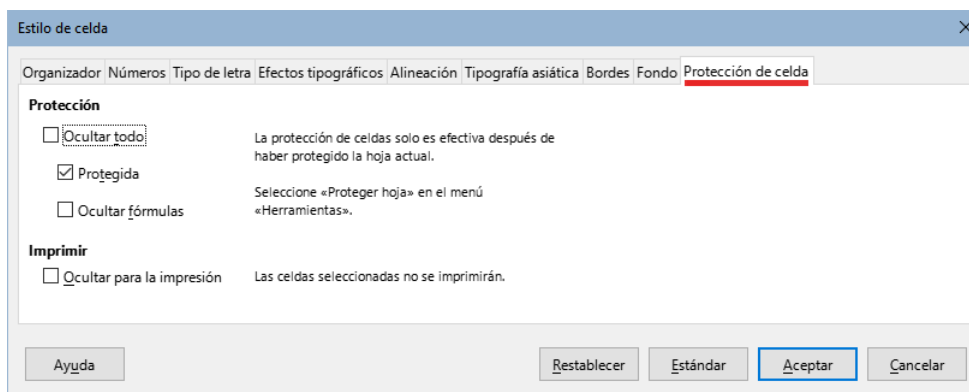 Estilo de celda
Organizador Números Tipo de letra Efectos tipográficos Alineación Tipografía asiática Bordes Fondo Protección de celda
Protección
Ocultar todo
La protección de celdas solo es efectiva después de
haber protegido la hoja actual.
Protegida
Seleccione «Proteger hoja» en el menú
«Herramientas».
Ocultar fórmulas
Imprimir
Ocultar para la impresión
Las celdas seleccionadas no se imprimirán.
Ayuda Restablecer Estándar Aceptar Cancelar